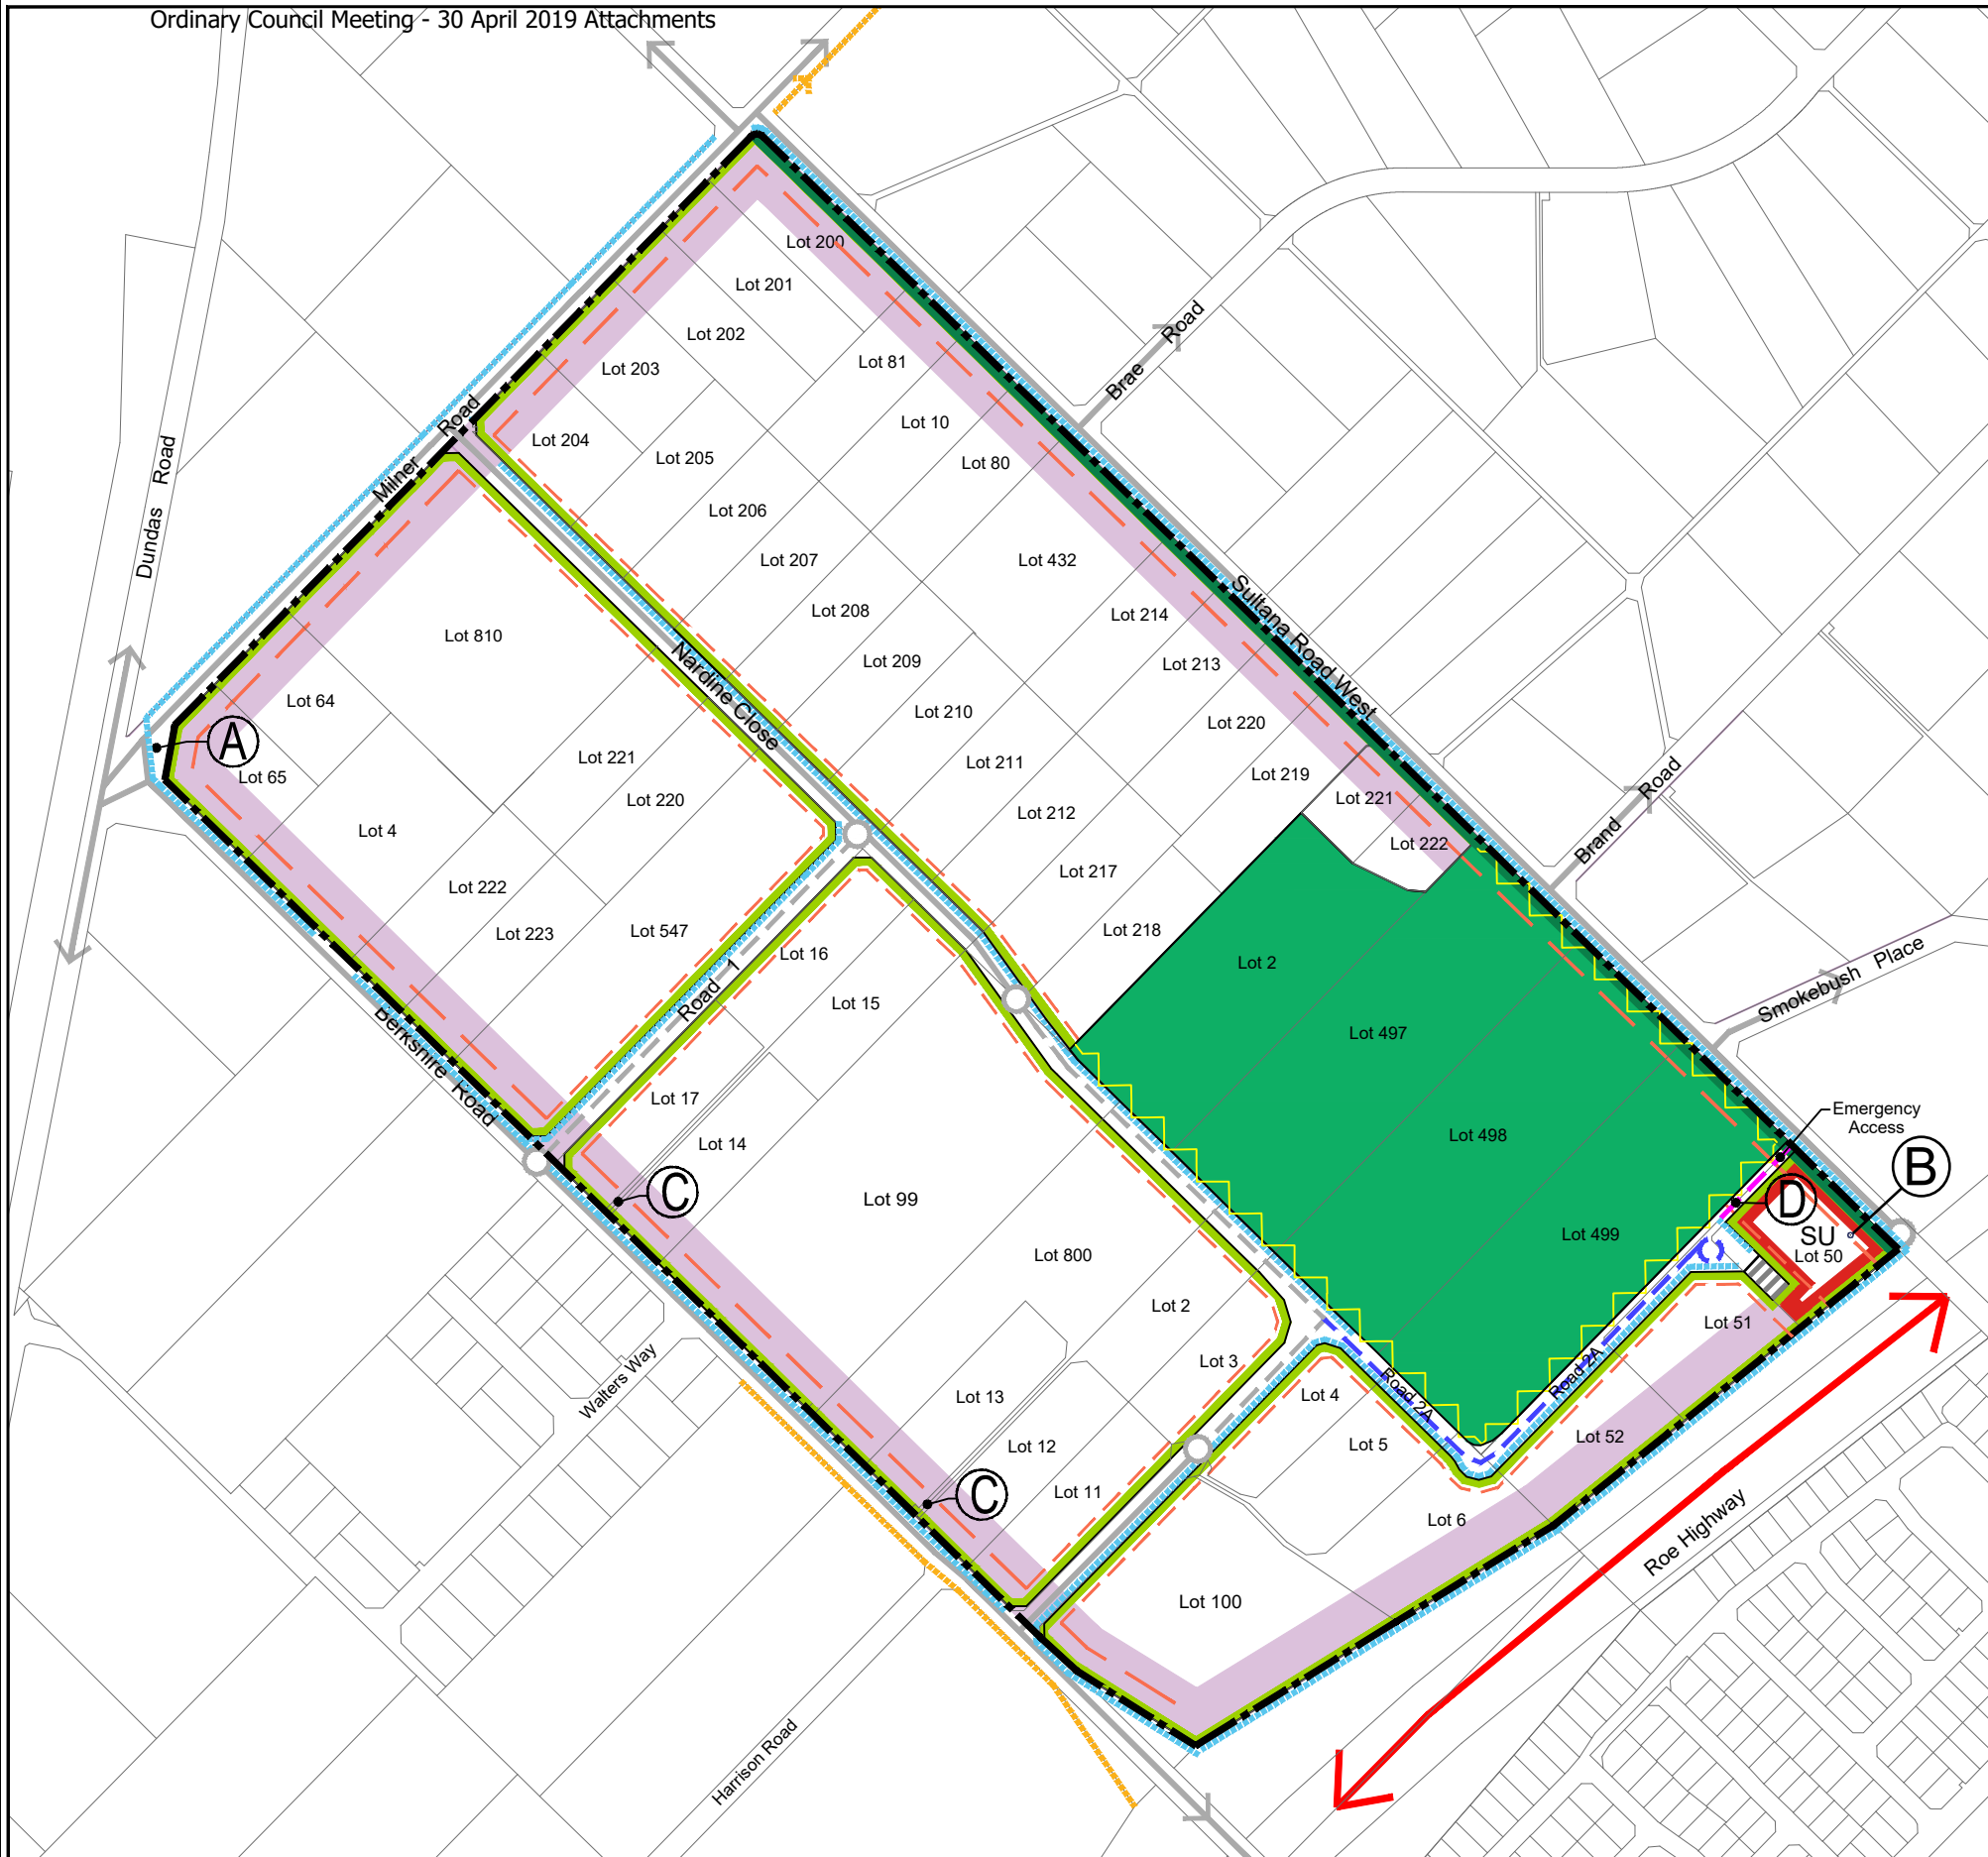 Ordinary Council Meeting - 30 April 2019 Attachments
Lot 200
Lot 201
Lot 202
Lot 203
Lot 81
Brae Road
Lot 10
Milner Road
Lot 204
Lot 205
Lot 80
Dundas Road
Lot 206
Lot 207
Lot 432
Lot 208
Lot 214
Sultana Road West
Lot 810
Nardine Close
Lot 209
Lot 213
Lot 64
Lot 210
Lot 220
A
Lot 65
Lot 221
Lot 211
Lot 219
Lot 220
Lot 221
Lot 212
Brand Road
Lot 4
Lot 222
Lot 217
Lot 222
Lot 223
Lot 547
Lot 218
Lot 16
Lot 2
Smokebush Place
Road 1
Lot 15
Lot 497
Berkshire Road
Lot 17
Emergency
Access
Lot 14
Lot 498
B
C
Lot 99
D
Lot 499
SU
Lot 50
Lot 800
Lot 2
Lot 51
Lot 3
Walters Way
Lot 13
Lot 4
Road 2A
Road 2A
Lot 12
Lot 5
Lot 52
C
Lot 11
Lot 6
Roe Highway
Lot 100
Harrison Road